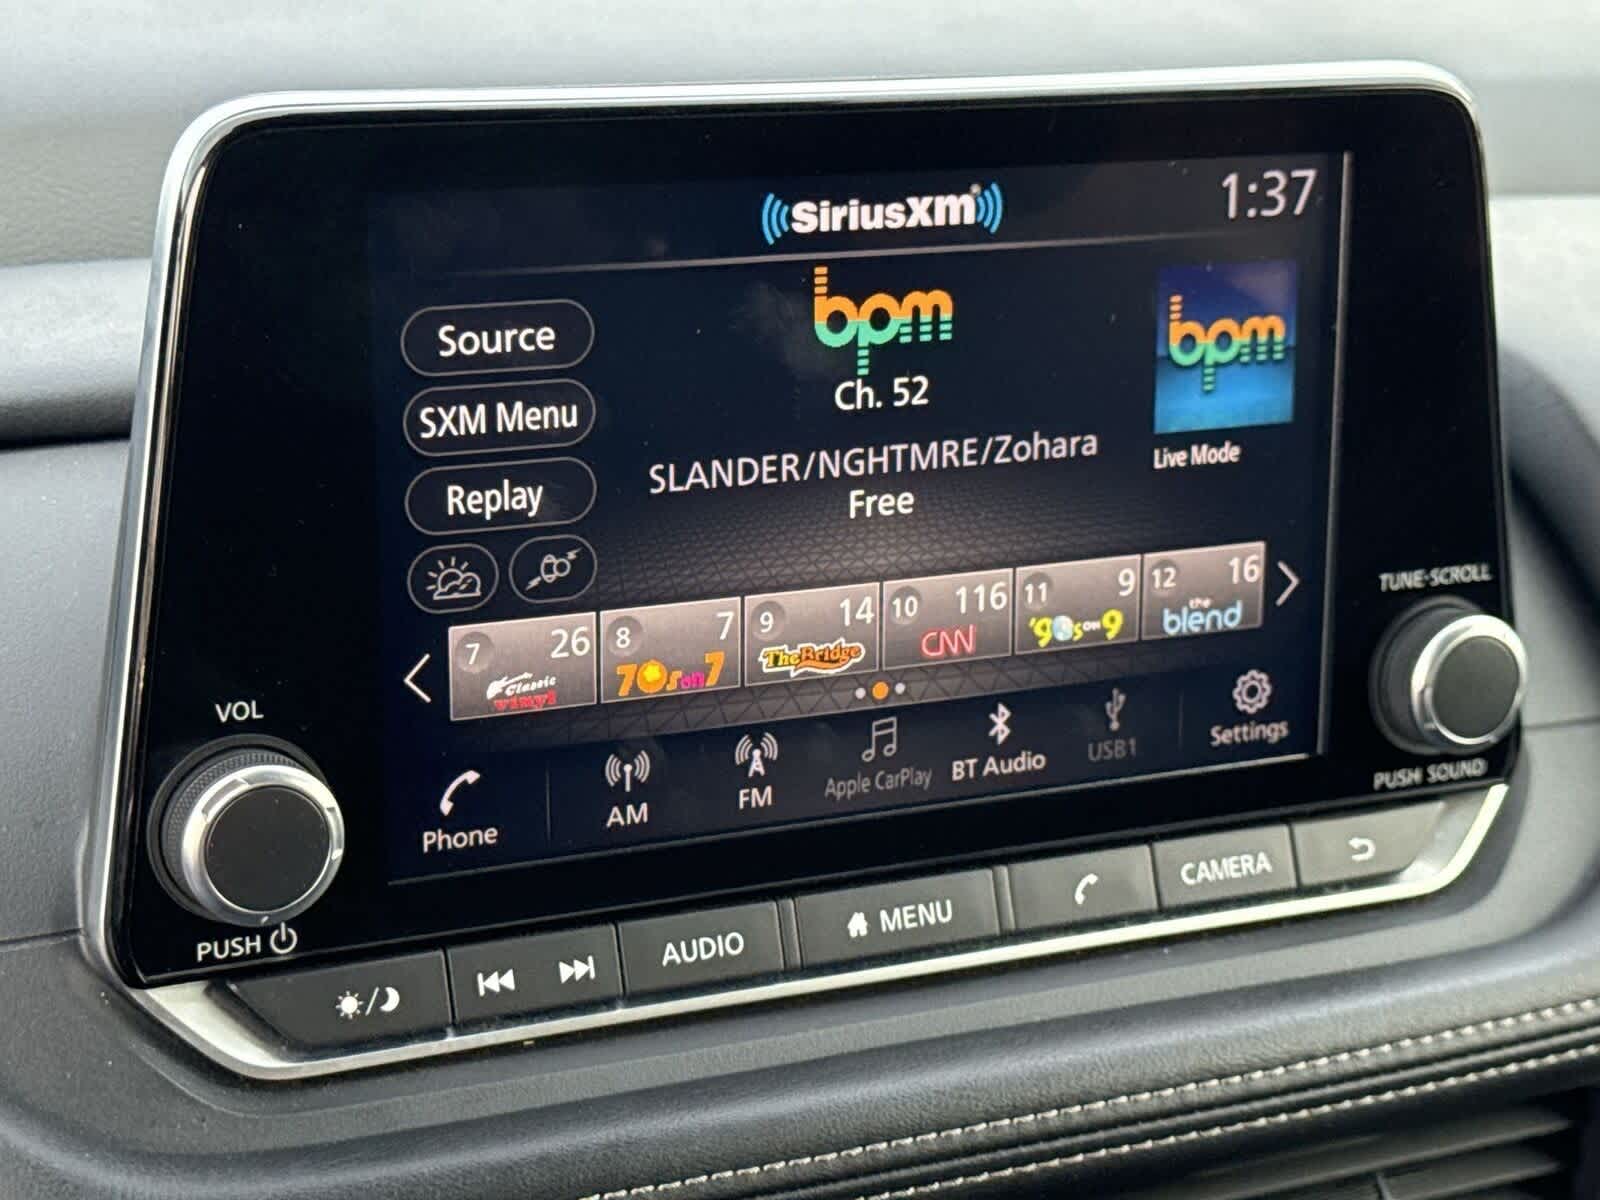 SiriusXM
1:37
bpm
bpm
Ch. 52
Live Mode
Source
SXM Menu
Replay
SLANDER/NGHTMRE/Zohara
Free
7 26 Classic vinyl
8 7 70s on 7
9 14 The Bridge
10 116 CNN
11 9 '90s on 9
12 16 the blend
Phone
AM
FM
Apple CarPlay
BT Audio
USB1
Settings
VOL
PUSH
TUNE·SCROLL
PUSH SOUND
AUDIO
MENU
CAMERA